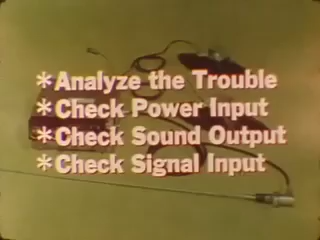 *Analyze the Trouble
*Check Power Input
*Check Sound Output
*Check Signal Input